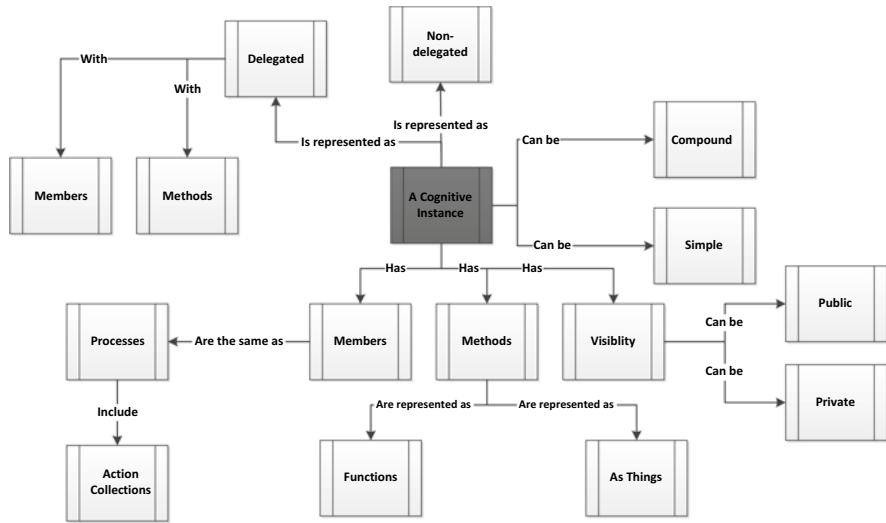 Non-
delegated
Delegated
With
With
Is represented as
Is represented as
Can be
Compound
Members
Methods
A Cognitive
Instance
Can be
Simple
Has
Has
Has
Public
Processes
Are the same as
Members
Methods
Visiblity
Can be
Can be
Include
Are represented as
Are represented as
Private
Action
Collections
Functions
As Things